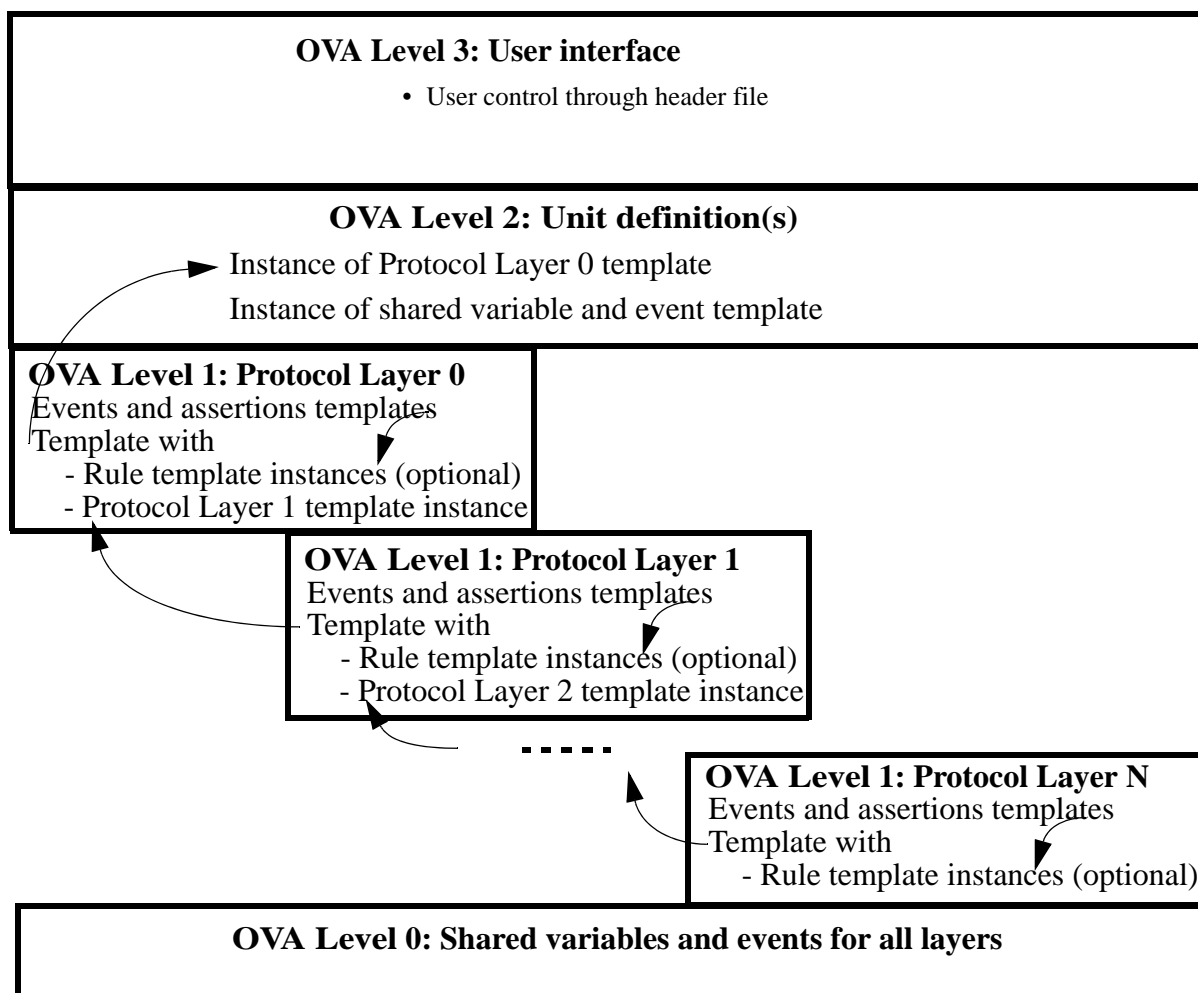 OVA Level 3: User interface
• User control through header file
OVA Level 2: Unit definition(s)
Instance of Protocol Layer 0 template
Instance of shared variable and event template
OVA Level 1: Protocol Layer 0
Events and assertions templates
Template with
- Rule template instances (optional)
- Protocol Layer 1 template instance
OVA Level 1: Protocol Layer 1
Events and assertions templates
Template with
- Rule template instances (optional)
- Protocol Layer 2 template instance
OVA Level 1: Protocol Layer N
Events and assertions templates
Template with
- Rule template instances (optional)
OVA Level 0: Shared variables and events for all layers